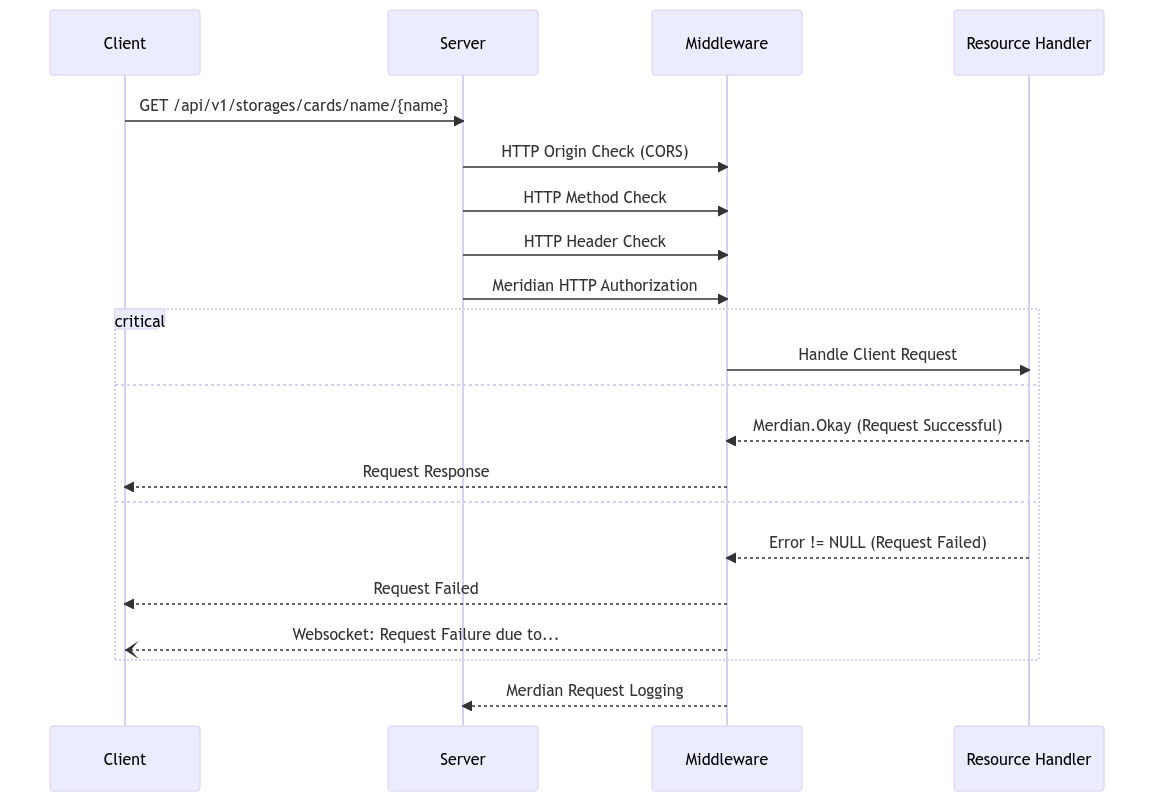 Client
Server
Middleware
Resource Handler
GET /api/v1/storages/cards/name/{name}
HTTP Origin Check (CORS)
HTTP Method Check
HTTP Header Check
Meridian HTTP Authorization
critical
Handle Client Request
Merdian.Okay (Request Successful)
Request Response
Error != NULL (Request Failed)
Request Failed
Websocket: Request Failure due to...
Merdian Request Logging
Client
Server
Middleware
Resource Handler